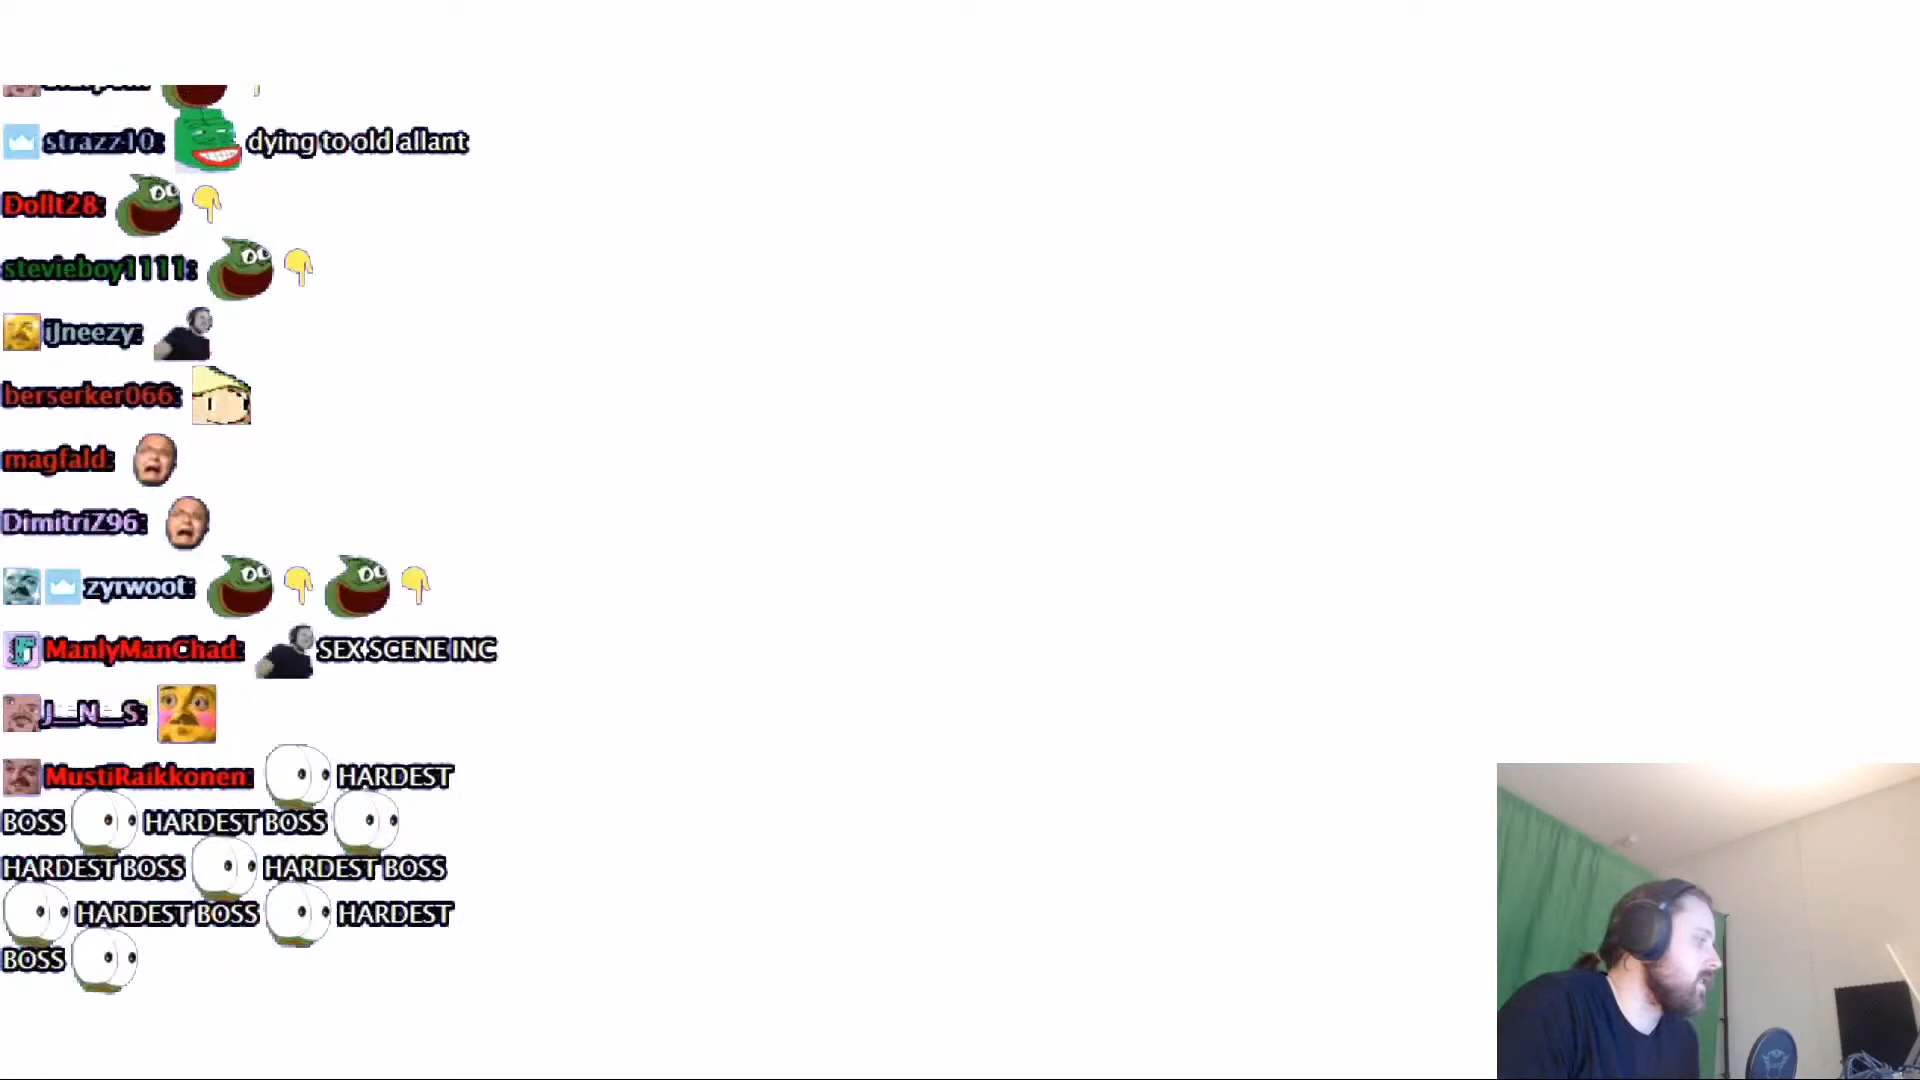 strazz10: dying to old allant
Dollt28:
stevieboy1111:
iJneezy:
berserker066:
magfald:
DimitriZ96:
zyrwoot:
ManlyManChad: SEX SCENE INC
J__N__S:
MustiRaikkonen: HARDEST
BOSS HARDEST BOSS
HARDEST BOSS HARDEST BOSS
HARDEST BOSS HARDEST
BOSS